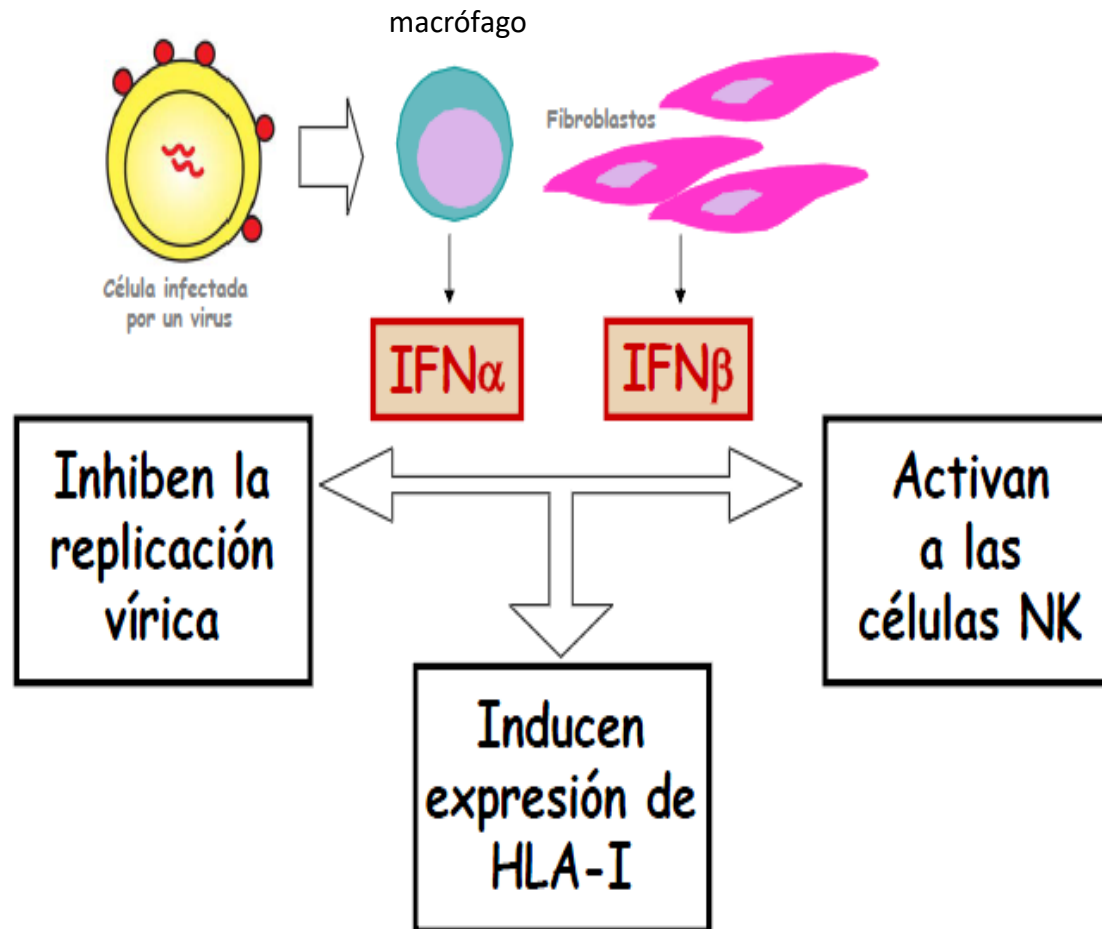 macrófago
Fibroblastos
Célula infectada
por un virus
IFNα
IFNβ
Inhiben la
replicación
vírica
Activan
a las
células NK
Inducen
expresión de
HLA-I